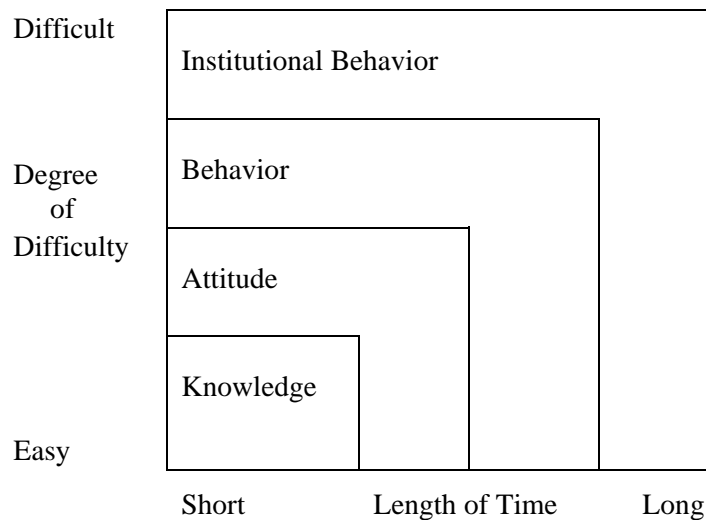 Difficult
Institutional Behavior
Degree
of
Difficulty
Behavior
Attitude
Knowledge
Easy
Short Length of Time Long